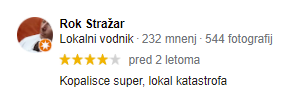 Rok Stražar
Lokalni vodnik · 232 mnenj · 544 fotografij
pred 2 letoma
Kopalisce super, lokal katastrofa